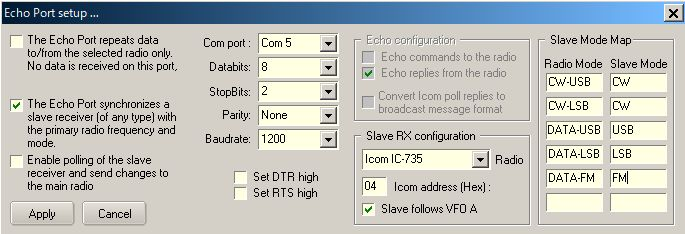 Echo Port setup ...
The Echo Port repeats data
to/from the selected radio only.
No data is received on this port,
The Echo Port synchronizes a
slave receiver (of any type) with
the primary radio frequency and
mode.
Enable polling of the slave
receiver and send changes to
the main radio
Apply
Cancel
Com port :
Com 5
Databits:
8
StopBits:
2
Parity:
None
Baudrate:
1200
Set DTR high
Set RTS high
Echo configuration
Echo commands to the radio
Echo replies from the radio
Convert Icom poll replies to
broadcast message format
Slave RX configuration
Icom IC-735
Radio
04
Icom address (Hex) :
Slave follows VFO A
Slave Mode Map
Radio Mode Slave Mode
CW-USB CW
CW-LSB CW
DATA-USB USB
DATA-LSB LSB
DATA-FM FM